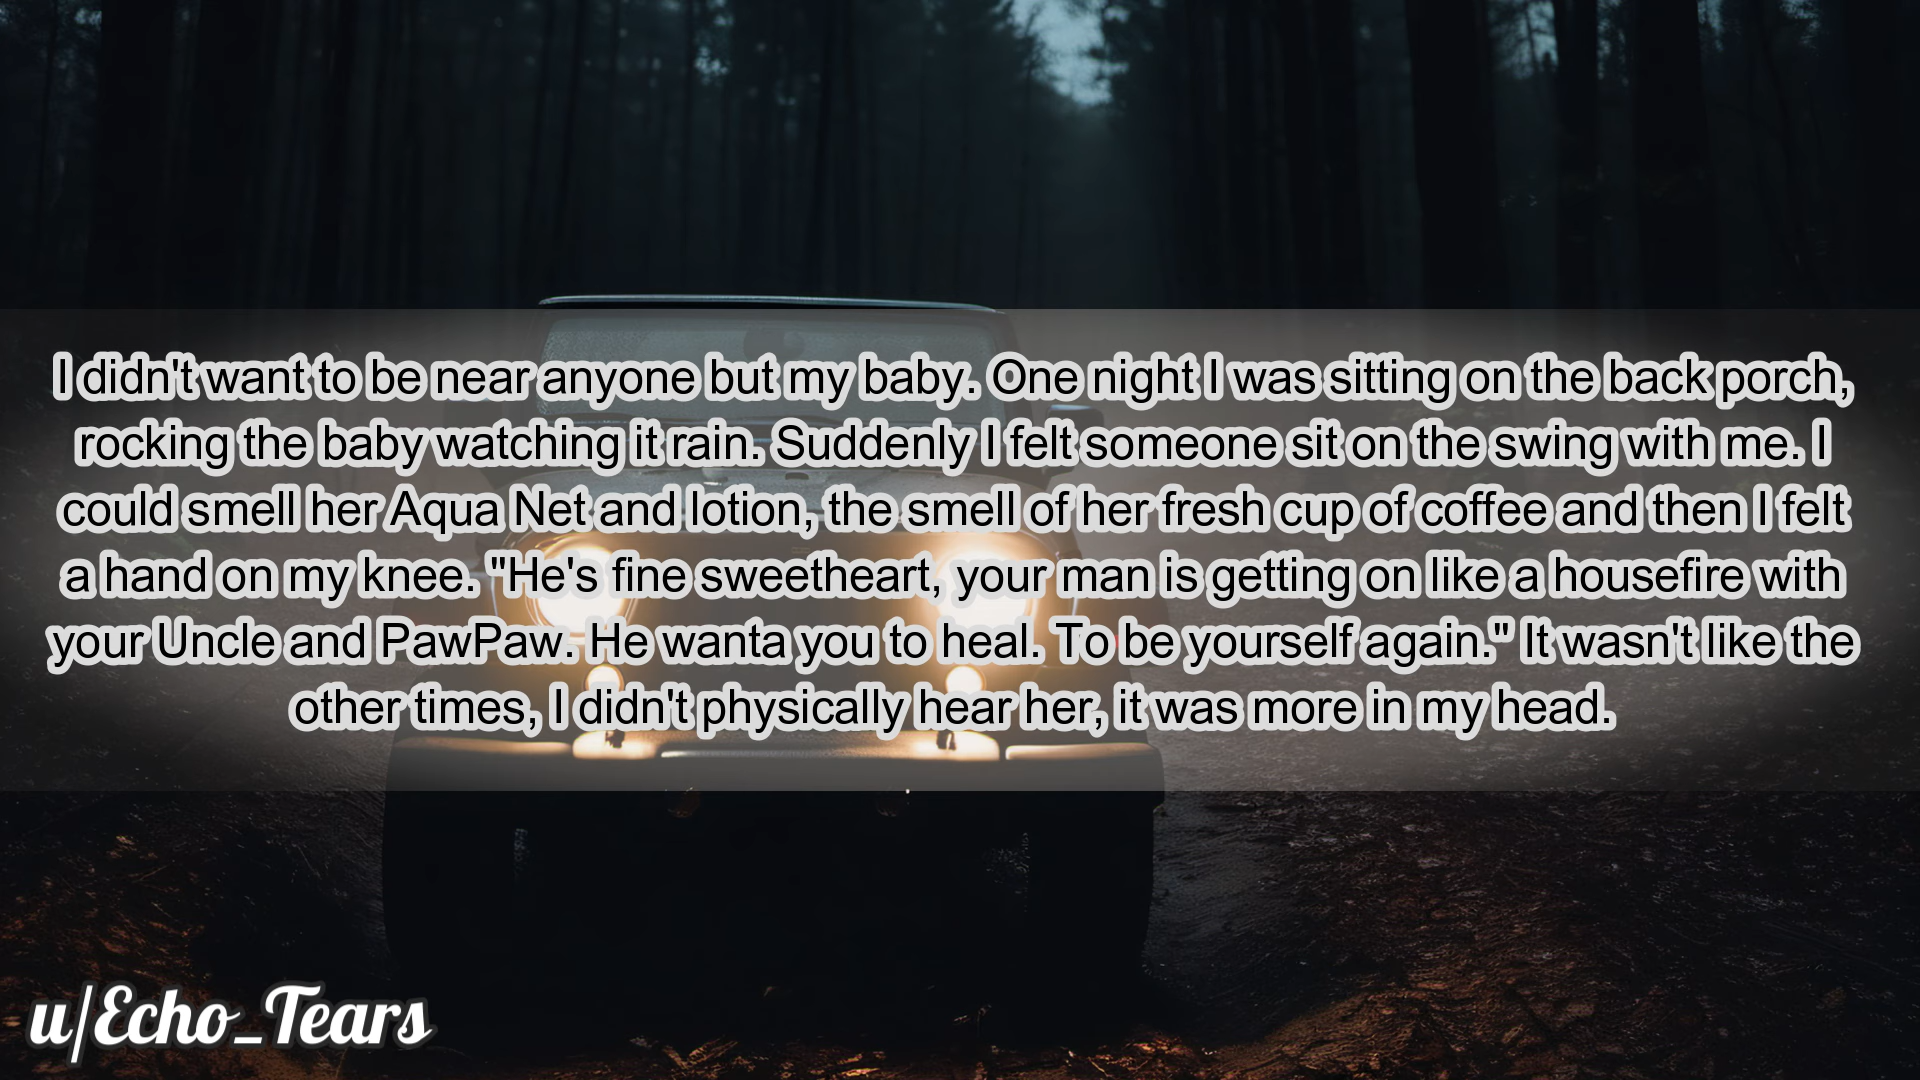 I didn't want to be near anyone but my baby. One night I was sitting on the back porch,
rocking the baby watching it rain. Suddenly I felt someone sit on the swing with me. I
could smell her Aqua Net and lotion, the smell of her fresh cup of coffee and then I felt
a hand on my knee. "He's fine sweetheart, your man is getting on like a housefire with
your Uncle and PawPaw. He wanta you to heal. To be yourself again." It wasn't like the
other times, I didn't physically hear her, it was more in my head.
u/Echo_Tears